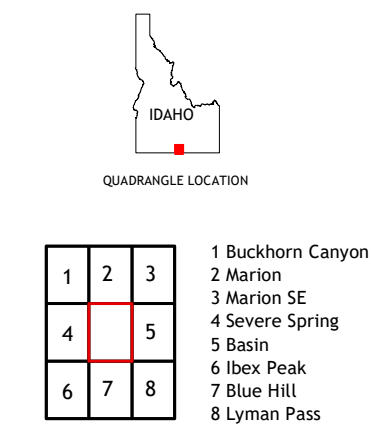 IDAHO
QUADRANGLE LOCATION
1 2 3
4 5
6 7 8
1 Buckhorn Canyon
2 Marion
3 Marion SE
4 Severe Spring
5 Basin
6 Ibex Peak
7 Blue Hill
8 Lyman Pass